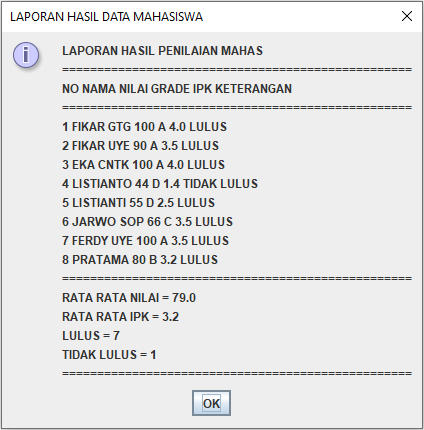 LAPORAN HASIL DATA MAHASISWA
LAPORAN HASIL PENILAIAN MAHAS
==================================================
NO NAMA NILAI GRADE IPK KETERANGAN
==================================================
1 FIKAR GTG 100 A 4.0 LULUS
2 FIKAR UYE 90 A 3.5 LULUS
3 EKA CNTK 100 A 4.0 LULUS
4 LISTIANTO 44 D 1.4 TIDAK LULUS
5 LISTIANTI 55 D 2.5 LULUS
6 JARWO SOP 66 C 3.5 LULUS
7 FERDY UYE 100 A 3.5 LULUS
8 PRATAMA 80 B 3.2 LULUS
==================================================
RATA RATA NILAI = 79.0
RATA RATA IPK = 3.2
LULUS = 7
TIDAK LULUS = 1
==================================================
OK